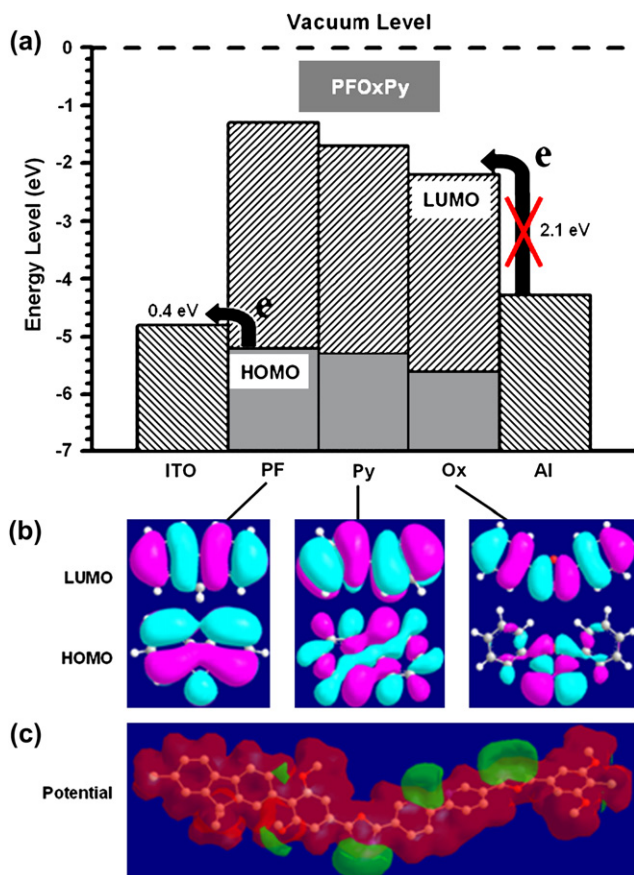 Vacuum Level
(a)
0
PFOxPy
-1
-2
-3
-4
-5
-6
-7
Energy Level (eV)
e
LUMO
2.1 eV
0.4 eV
e
HOMO
ITO
PF
Py
Ox
Al
(b)
LUMO
HOMO
(c)
Potential